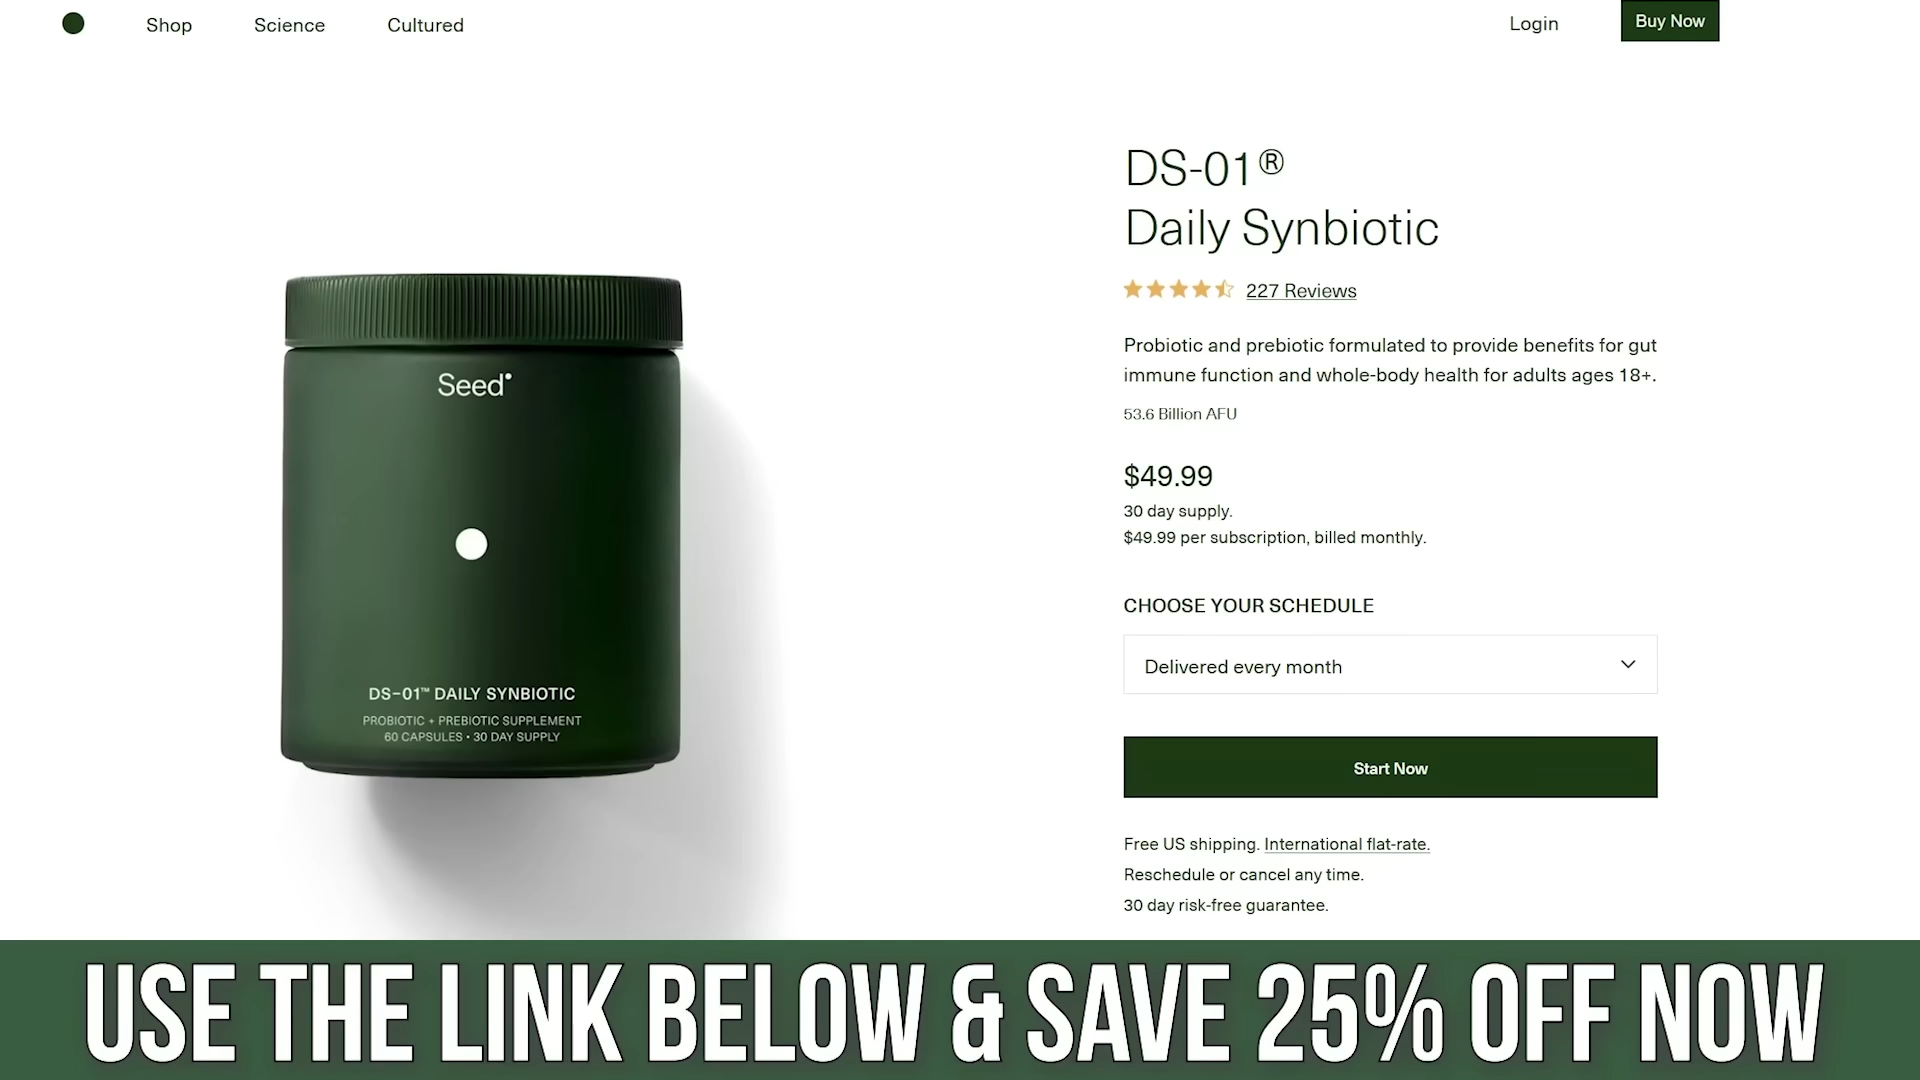 Shop
Science
Cultured
Login
Buy Now
DS-01®
Daily Synbiotic
227 Reviews
Probiotic and prebiotic formulated to provide benefits for gut
immune function and whole-body health for adults ages 18+.
53.6 Billion AFU
$49.99
30 day supply.
$49.99 per subscription, billed monthly.
CHOOSE YOUR SCHEDULE
Delivered every month
Start Now
Free US shipping. International flat-rate.
Reschedule or cancel any time.
30 day risk-free guarantee.
Seed
DS-01™ DAILY SYNBIOTIC
PROBIOTIC + PREBIOTIC SUPPLEMENT
60 CAPSULES • 30 DAY SUPPLY
USE THE LINK BELOW & SAVE 25% OFF NOW